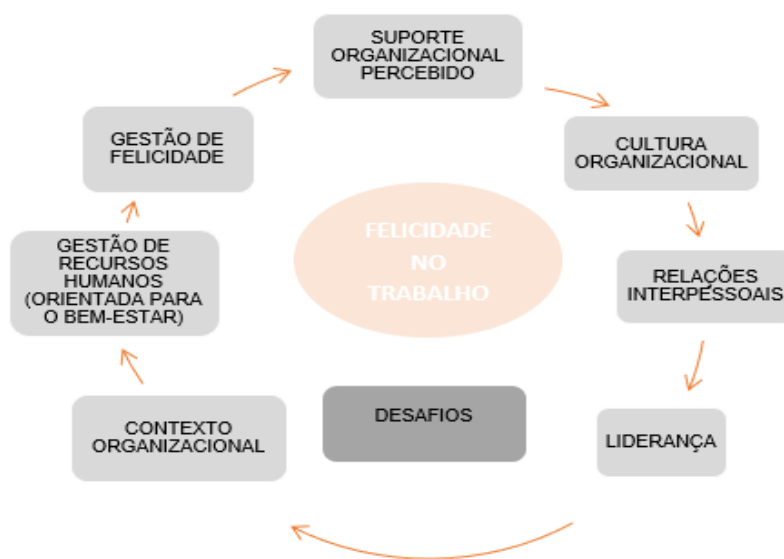 SUPORTE
ORGANIZACIONAL
PERCEBIDO
GESTÃO DE
FELICIDADE
CULTURA
ORGANIZACIONAL
FELICIDADE
NO
TRABALHO
GESTÃO DE
RECURSOS
HUMANOS
(ORIENTADA PARA
O BEM-ESTAR)
RELAÇÕES
INTERPESSOAIS
CONTEXTO
ORGANIZACIONAL
DESAFIOS
LIDERANÇA